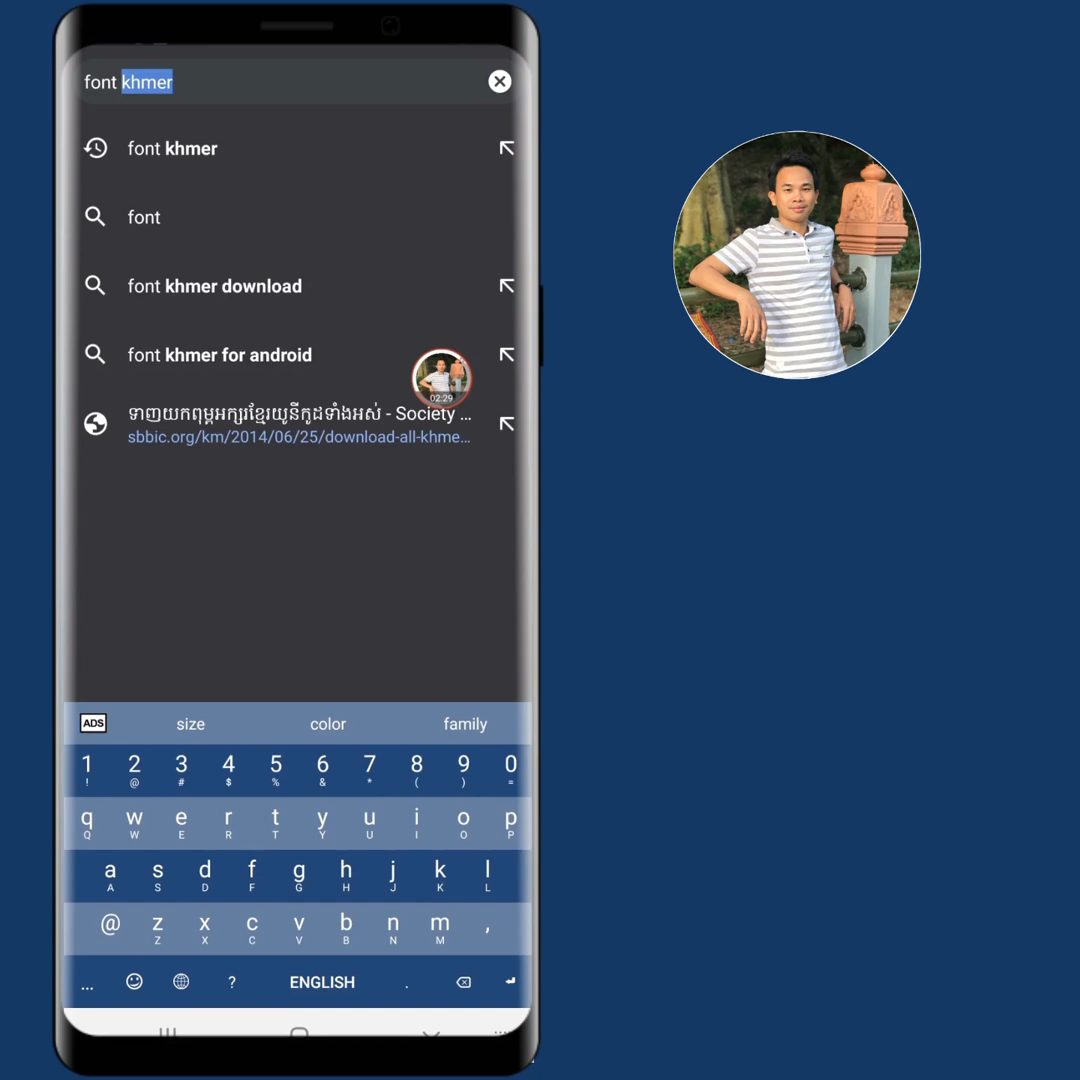 font khmer
font khmer
font
font khmer download
font khmer for android
02:29
ទាញយកពុម្ពអក្សរខ្មែរយូនីកូដទាំងអស់ - Society ...
sbbic.org/km/2014/06/25/download-all-khme...
ADS size color family
1 2 3 4 5 6 7 8 9 0
! @ # $ % & * ( ) =
q w e r t y u i o p
Q W E R T Y U I O P
a s d f g h j k l
A S D F G H J K L
@ z x c v b n m ,
Z X C V B N M
... ? ENGLISH .